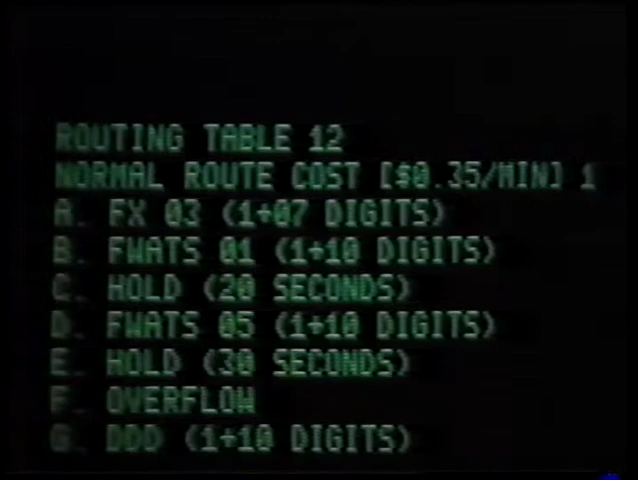 ROUTING TABLE 12
NORMAL ROUTE COST [$0.35/MIN] 1
A. FX 03 (1+07 DIGITS)
B. FWATS 01 (1+10 DIGITS)
C. HOLD (20 SECONDS)
D. FWATS 05 (1+10 DIGITS)
E. HOLD (30 SECONDS)
F. OVERFLOW
G. DDD (1+10 DIGITS)